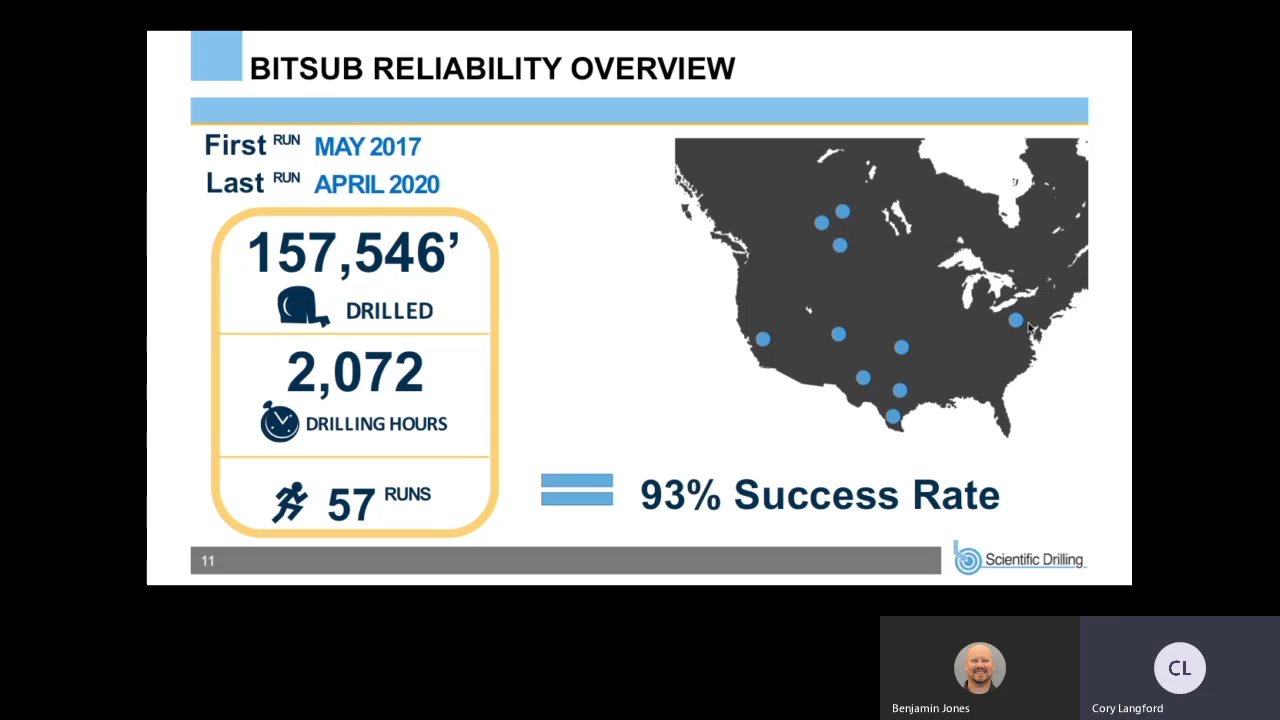 BITSUB RELIABILITY OVERVIEW
First RUN MAY 2017
Last RUN APRIL 2020
157,546’
DRILLED
2,072
DRILLING HOURS
57 RUNS
93% Success Rate
11
Scientific Drilling
CL
Benjamin Jones
Cory Langford